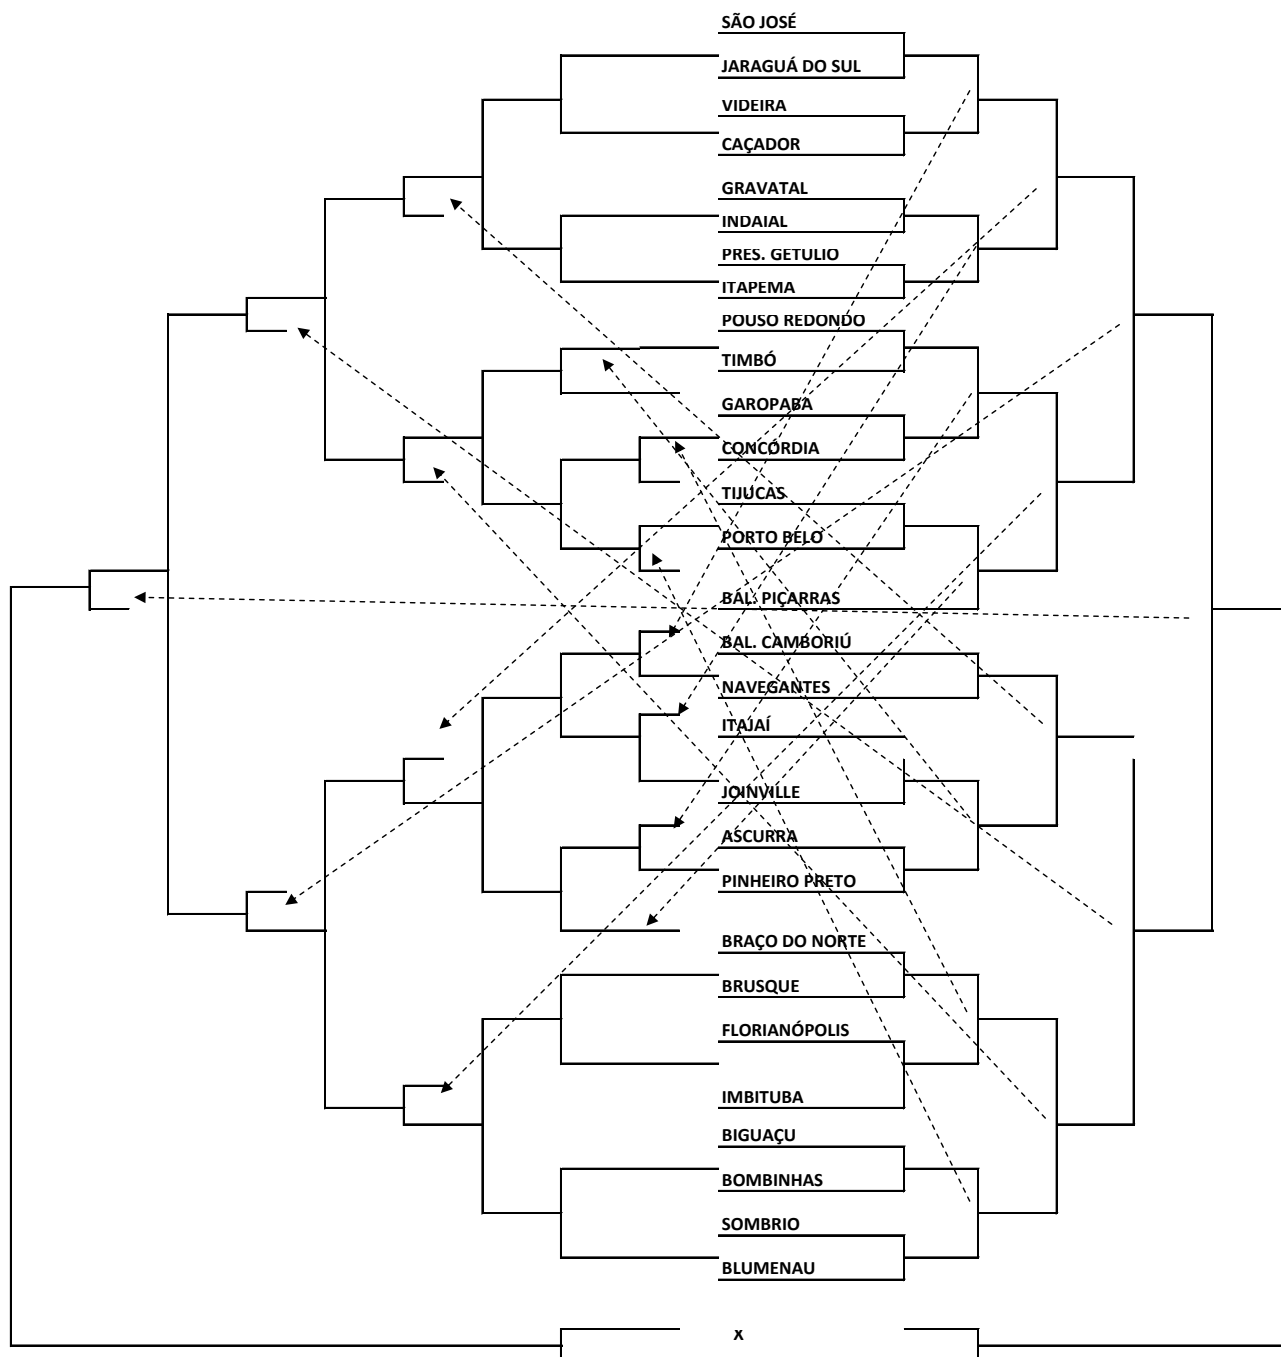 SÃO JOSÉ
JARAGUÁ DO SUL
VIDEIRA
CAÇADOR
GRAVATAL
INDAIAL
PRES. GETULIO
ITAPEMA
POUSO REDONDO
TIMBÓ
GAROPABA
CONCÓRDIA
TIJUCAS
PORTO BELO
BAL. PIÇARRAS
BAL. CAMBORIÚ
NAVEGANTES
ITAJAÍ
JOINVILLE
ASCURRA
PINHEIRO PRETO
BRAÇO DO NORTE
BRUSQUE
FLORIANÓPOLIS
IMBITUBA
BIGUAÇU
BOMBINHAS
SOMBRIO
BLUMENAU
X